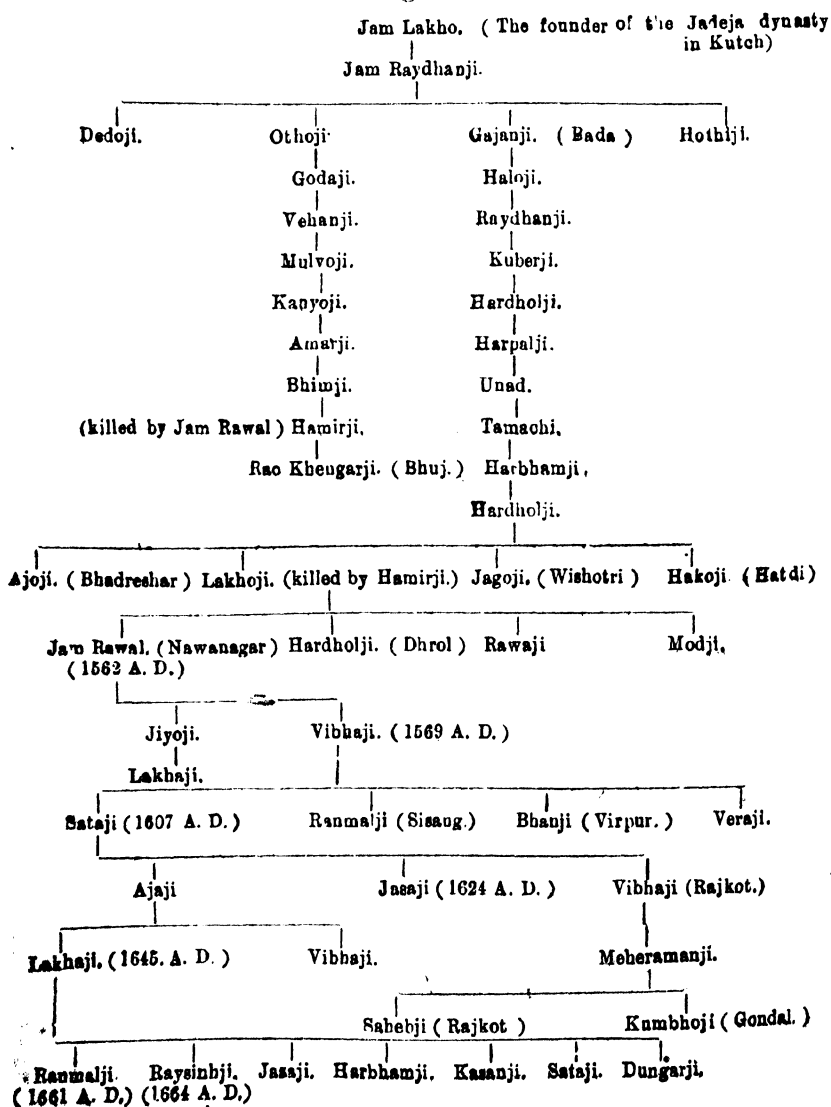 Jam Lakho. ( The founder of the Jadeja dynasty
in Kutch)
Jam Raydhanji.
Dedoji. Othoji Gajanji. ( Bada ) Hothiji.
Godaji. Haloji.
Vehanji. Raydhanji.
Mulvoji. Kuberji.
Kanyoji. Hardholji.
Amarji. Harpalji.
Bhimji. Unad.
(killed by Jam Rawal ) Hamirji. Tamachi.
Rao Khengarji. ( Bhuj. ) Harbhamji.
Hardholji.
Ajoji. ( Bhadreshar ) Lakhoji. (killed by Hamirji.) Jagoji. ( Wishotri ) Hakoji. ( Hatdi)
Jam Rawal. ( Nawanagar ) Hardholji. ( Dhrol ) Rawaji Modji.
( 1562 A. D. )
Jiyoji. Vibhaji. ( 1569 A. D. )
Lakhaji.
Sataji ( 1607 A. D. ) Ranmalji ( Sisang.) Bhanji ( Virpur. ) Veraji.
Ajaji Jasaji ( 1624 A. D. ) Vibhaji ( Rajkot.)
Lakhaji. ( 1645. A. D. ) Vibhaji. Meheramanji.
Sahebji ( Rajkot ) Kumbhoji ( Gondal. )
Ranmalji Raysinhji. Jasaji. Harbhamji. Kasanji. Sataji. Dungarji.
( 1661 A. D.) (1664 A. D.)